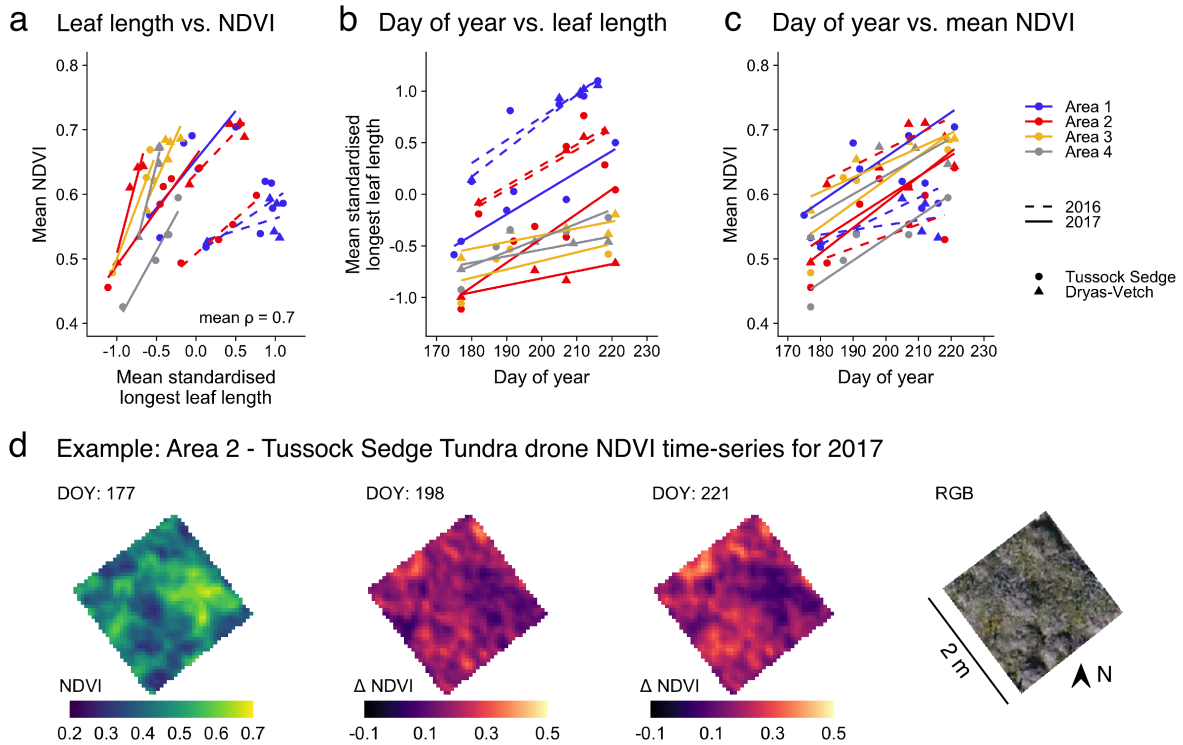 a Leaf length vs. NDVI
Mean NDVI
0.8
0.7
0.6
0.5
0.4
mean ρ = 0.7
-1.0 -0.5 0.0 0.5 1.0
Mean standardised
longest leaf length
b Day of year vs. leaf length
Mean standardised
longest leaf length
1.0
0.5
0.0
-0.5
-1.0
170 180 190 200 210 220 230
Day of year
c Day of year vs. mean NDVI
Mean NDVI
0.8
0.7
0.6
0.5
0.4
170 180 190 200 210 220 230
Day of year
Area 1
Area 2
Area 3
Area 4
2016
2017
Tussock Sedge
Dryas-Vetch
d Example: Area 2 - Tussock Sedge Tundra drone NDVI time-series for 2017
DOY: 177
NDVI
0.2 0.3 0.4 0.5 0.6 0.7
DOY: 198
Δ NDVI
-0.1 0.1 0.3 0.5
DOY: 221
Δ NDVI
-0.1 0.1 0.3 0.5
RGB
2 m
N